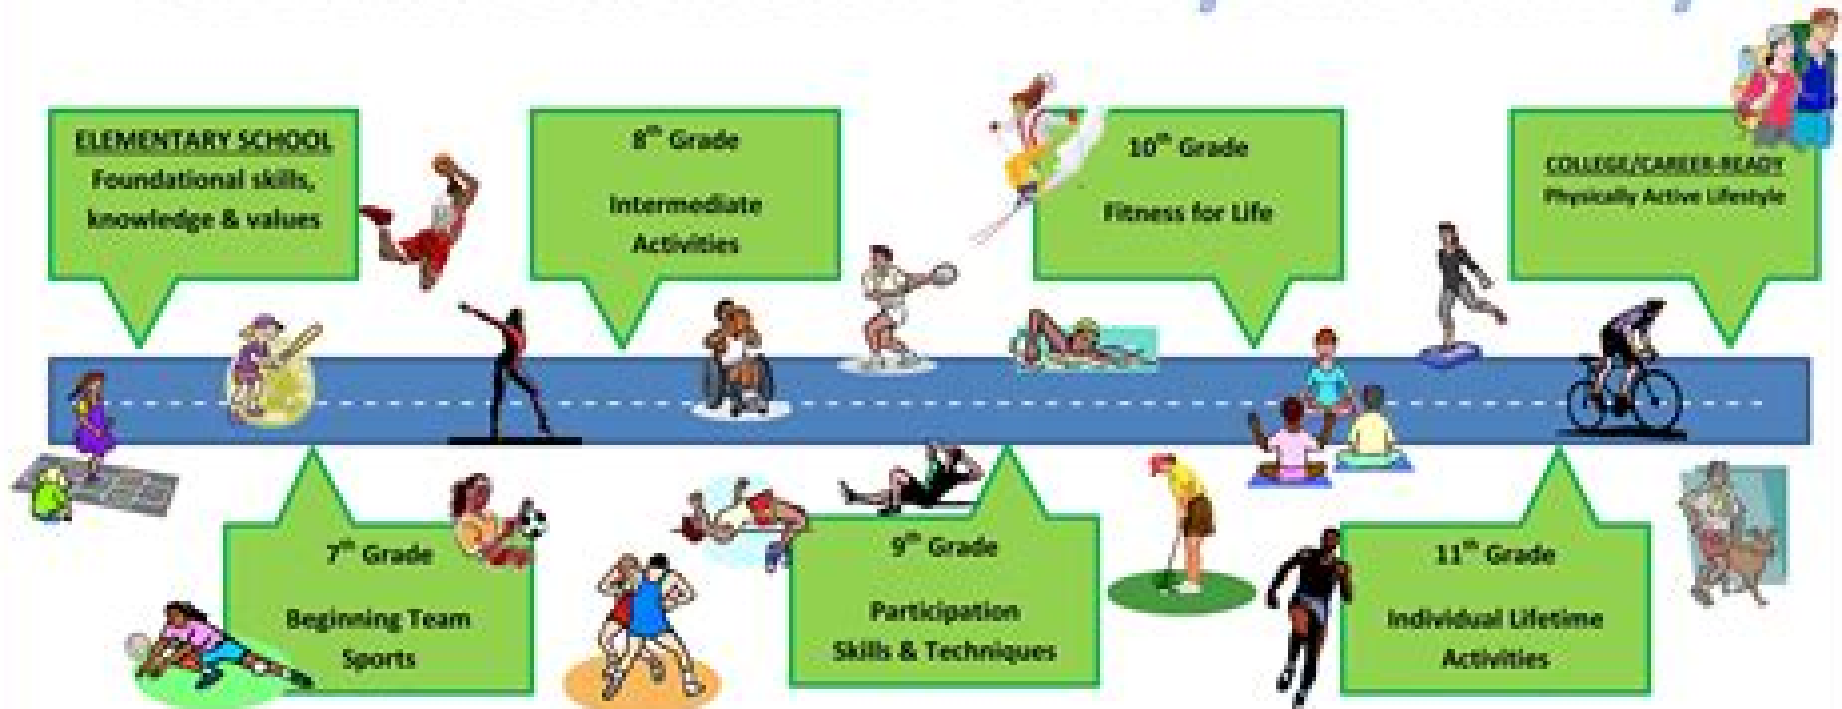 ELEMENTARY SCHOOL
Foundational skills,
knowledge & values
7th Grade
Beginning Team
Sports
8th Grade
Intermediate
Activities
9th Grade
Participation
Skills & Techniques
10th Grade
Fitness for Life
11th Grade
Individual Lifetime
Activities
COLLEGE/CAREER-READY
Physically Active Lifestyle